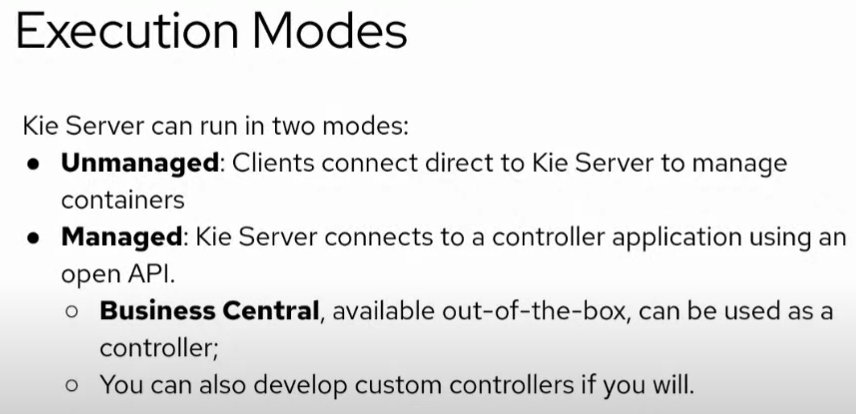 Execution Modes
Kie Server can run in two modes:
● Unmanaged: Clients connect direct to Kie Server to manage
containers
● Managed: Kie Server connects to a controller application using an
open API.
○ Business Central, available out-of-the-box, can be used as a
controller;
○ You can also develop custom controllers if you will.